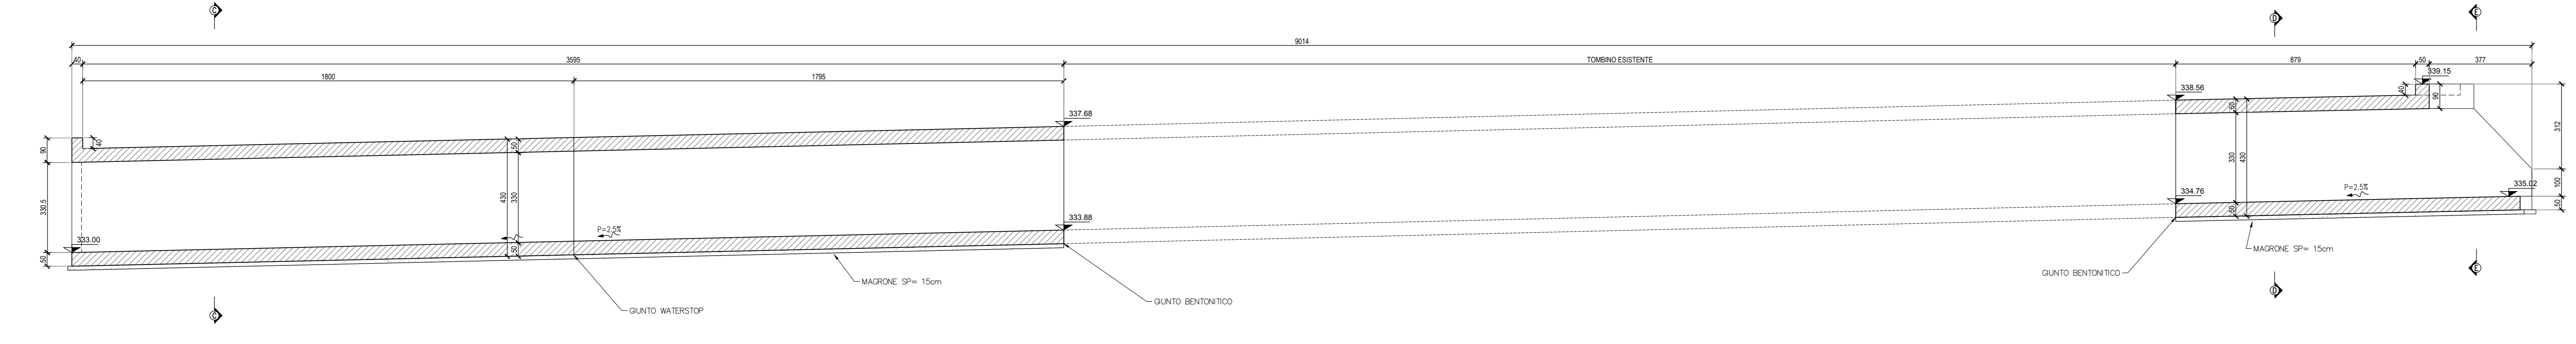 C
D
E
9014
40
3595
TOMBINO ESISTENTE
879
50
377
1800
1795
339.15
338.56
40
90
50
337.68
312
40
90
50
330
430
430
330
330.5
P=2.5%
334.76
335.02
100
50
50
333.88
P=2.5%
333.00
50
50
MAGRONE SP= 15cm
GIUNTO BENTONITICO
MAGRONE SP= 15cm
GIUNTO BENTONITICO
GIUNTO WATERSTOP
C
D
E